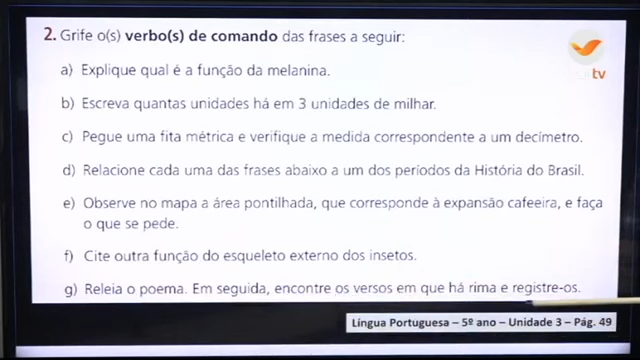 2. Grife o(s) verbo(s) de comando das frases a seguir:
a) Explique qual é a função da melanina.
b) Escreva quantas unidades há em 3 unidades de milhar.
c) Pegue uma fita métrica e verifique a medida correspondente a um decímetro.
d) Relacione cada uma das frases abaixo a um dos períodos da História do Brasil.
e) Observe no mapa a área pontilhada, que corresponde à expansão cafeeira, e faça
o que se pede.
f) Cite outra função do esqueleto externo dos insetos.
g) Releia o poema. Em seguida, encontre os versos em que há rima e registre-os.
tv
Língua Portuguesa – 5º ano – Unidade 3 – Pág. 49